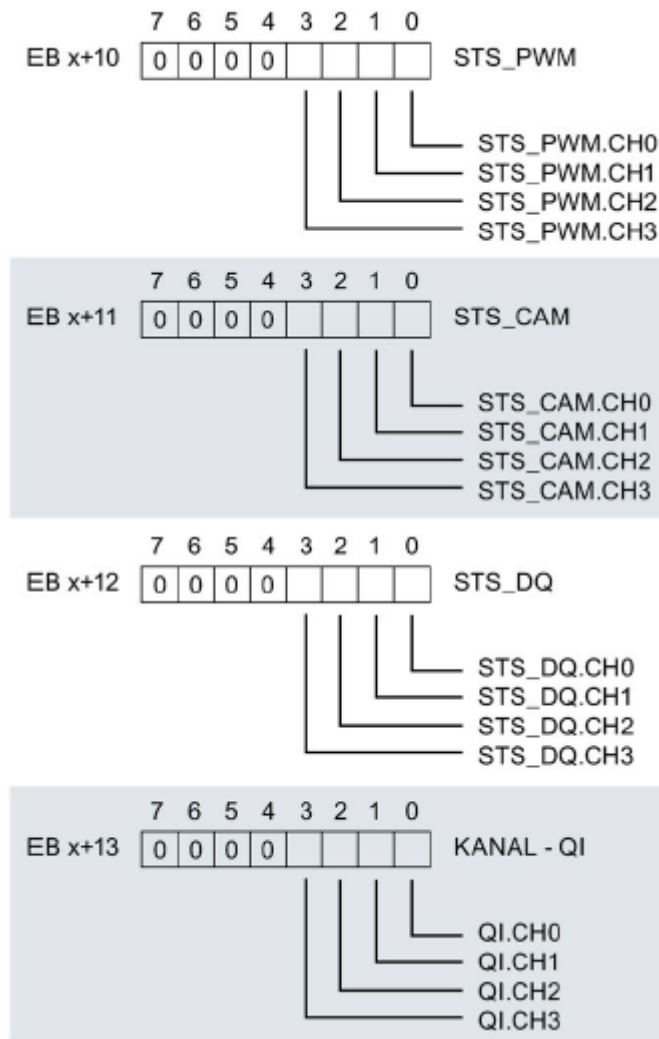 7 6 5 4 3 2 1 0
EB x+10 0 0 0 0 STS_PWM
STS_PWM.CH0
STS_PWM.CH1
STS_PWM.CH2
STS_PWM.CH3
7 6 5 4 3 2 1 0
EB x+11 0 0 0 0 STS_CAM
STS_CAM.CH0
STS_CAM.CH1
STS_CAM.CH2
STS_CAM.CH3
7 6 5 4 3 2 1 0
EB x+12 0 0 0 0 STS_DQ
STS_DQ.CH0
STS_DQ.CH1
STS_DQ.CH2
STS_DQ.CH3
7 6 5 4 3 2 1 0
EB x+13 0 0 0 0 KANAL - QI
QI.CH0
QI.CH1
QI.CH2
QI.CH3